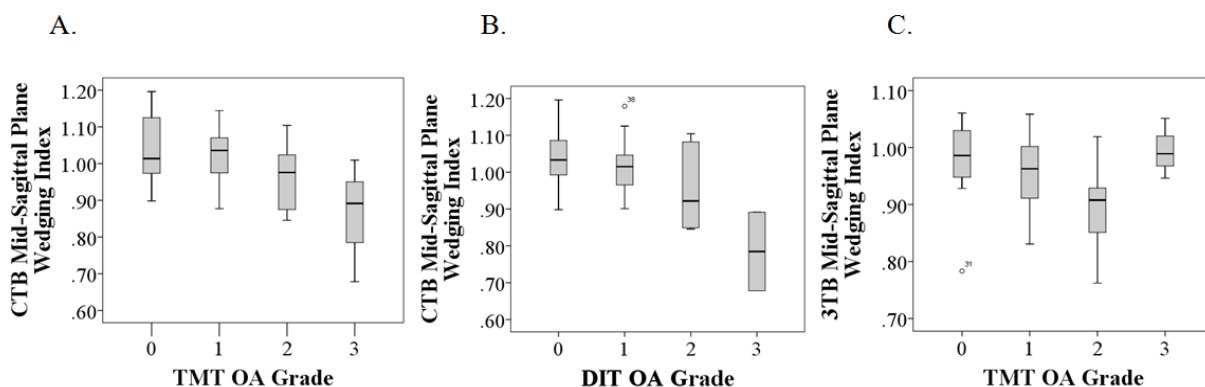 A.
B.
C.
CTB Mid-Sagittal Plane
Wedging Index
1.20
1.10
1.00
.90
.80
.70
.60
0 1 2 3
TMT OA Grade
CTB Mid-Sagittal Plane
Wedging Index
1.20
1.10
1.00
.90
.80
.70
.60
38
0 1 2 3
DIT OA Grade
3TB Mid-Sagittal Plane
Wedging Index
1.10
1.00
.90
.80
.70
31
0 1 2 3
TMT OA Grade